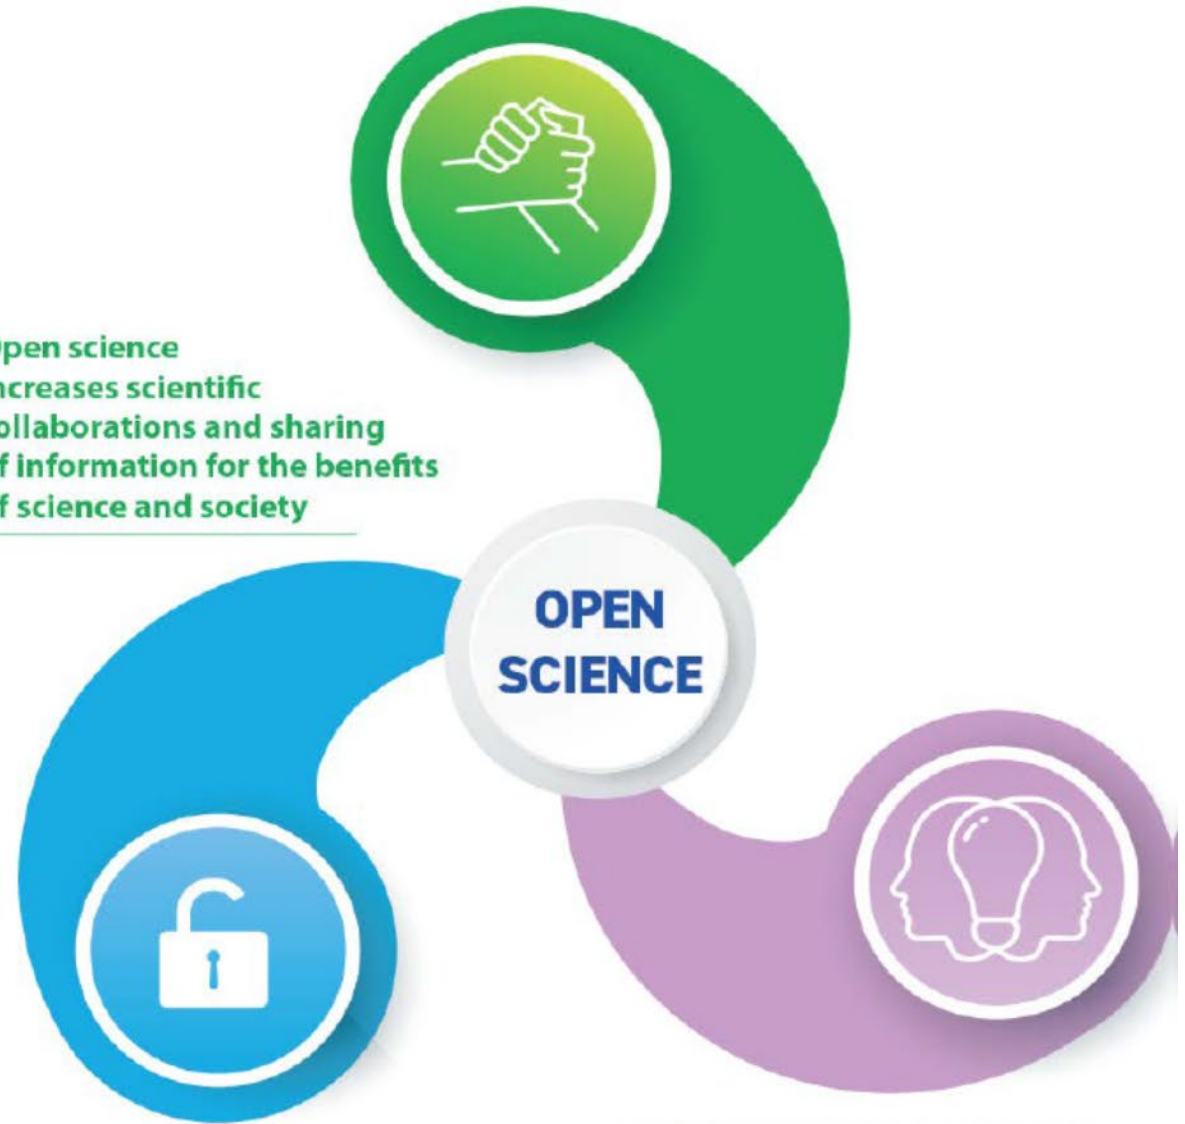 pen science
ncreases scientific
ollaborations and sharing
f information for the benefits
f science and society
OPEN
SCIENCE